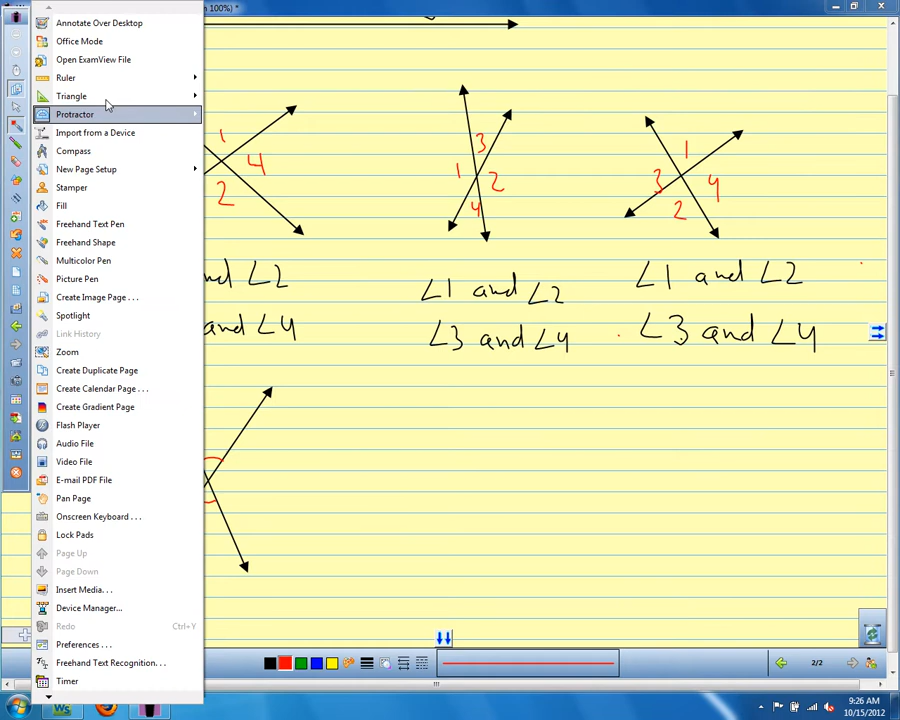 n 100%) *
Annotate Over Desktop
Office Mode
Open ExamView File
Ruler
Triangle
Protractor
Import from a Device
Compass
New Page Setup
Stamper
Fill
Freehand Text Pen
Freehand Shape
Multicolor Pen
Picture Pen
Create Image Page . . .
Spotlight
Link History
Zoom
Create Duplicate Page
Create Calendar Page . . .
Create Gradient Page
Flash Player
Audio File
Video File
E-mail PDF File
Pan Page
Onscreen Keyboard . . .
Lock Pads
Page Up
Page Down
Insert Media. . .
Device Manager...
Redo Ctrl+Y
Preferences . . .
Freehand Text Recognition. . .
Timer
1
4
2
3
1
2
4
1
3
4
2
nd ∠2
and ∠4
∠1 and ∠2
∠3 and ∠4
∠1 and ∠2
∠3 and ∠4
2/2
9:26 AM
10/15/2012